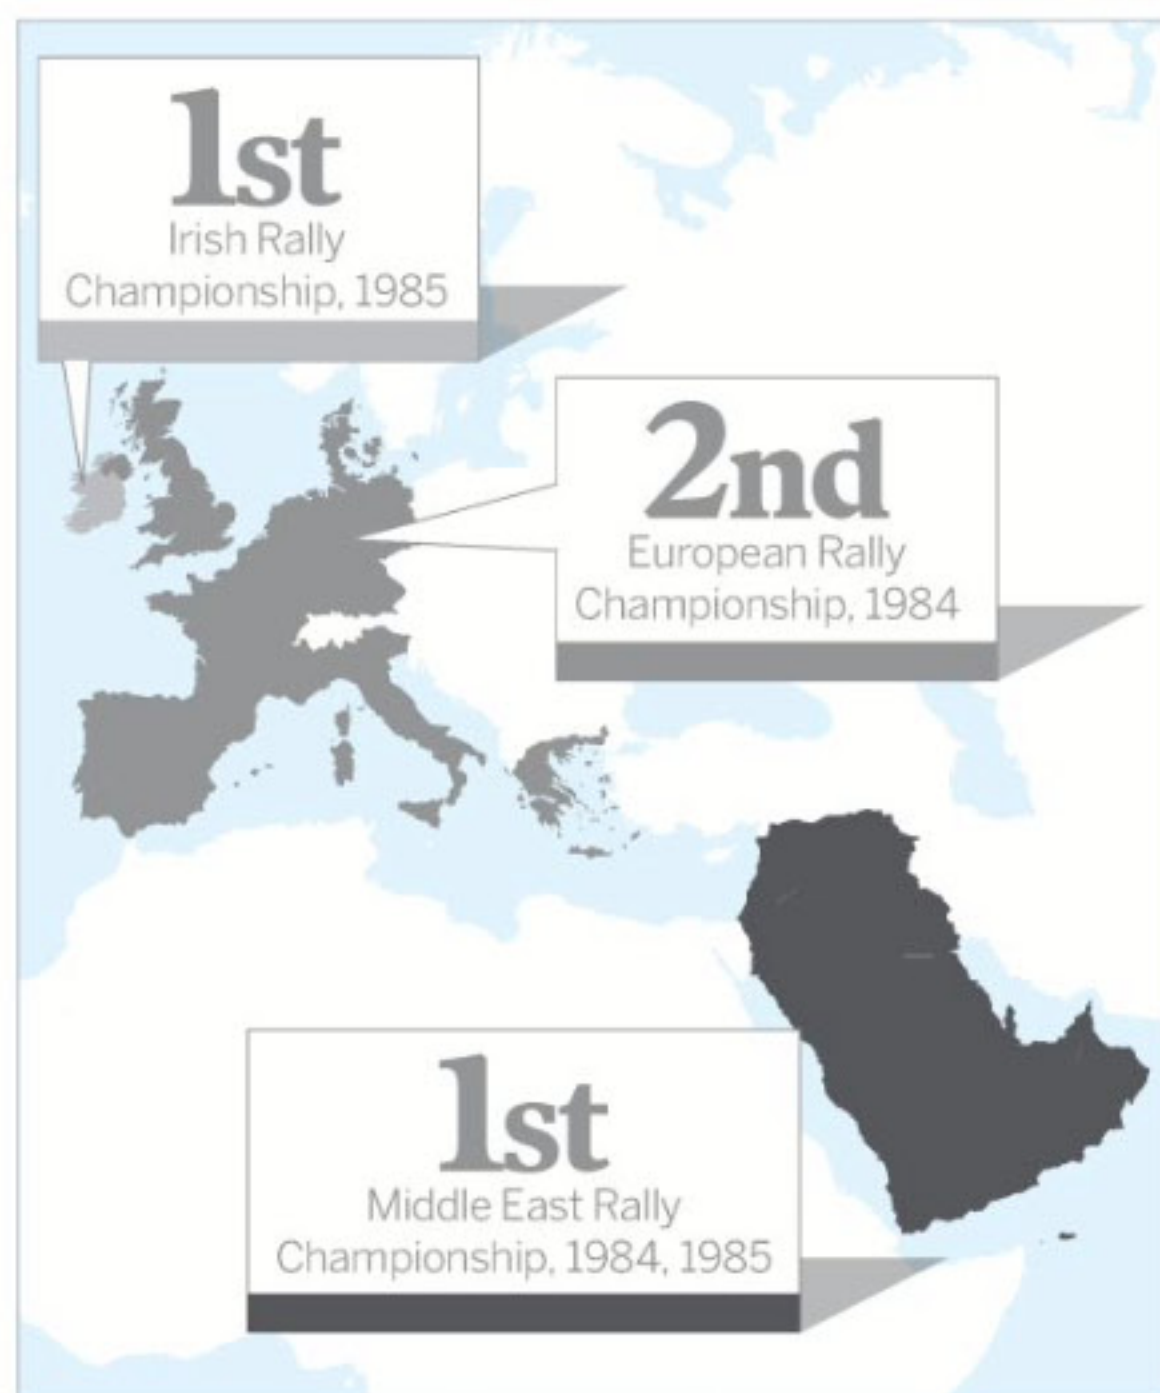 1st
Irish Rally
Championship, 1985
2nd
European Rally
Championship, 1984
1st
Middle East Rally
Championship, 1984, 1985